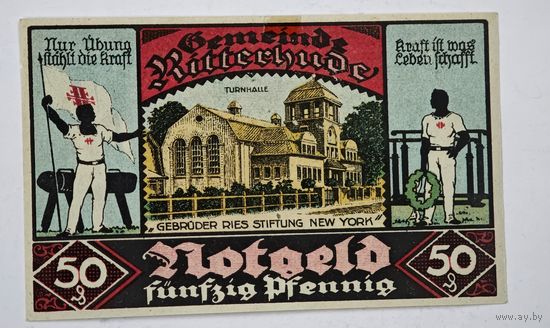 Nur Übung
stählt die Kraft
Gemeinde
Ritterhude
Kraft ist was
Leben schafft.
TURNHALLE
„GEBRÜDER RIES STIFTUNG NEW YORK"
50
Notgeld
fünfzig Pfennig
50
www.ay.by